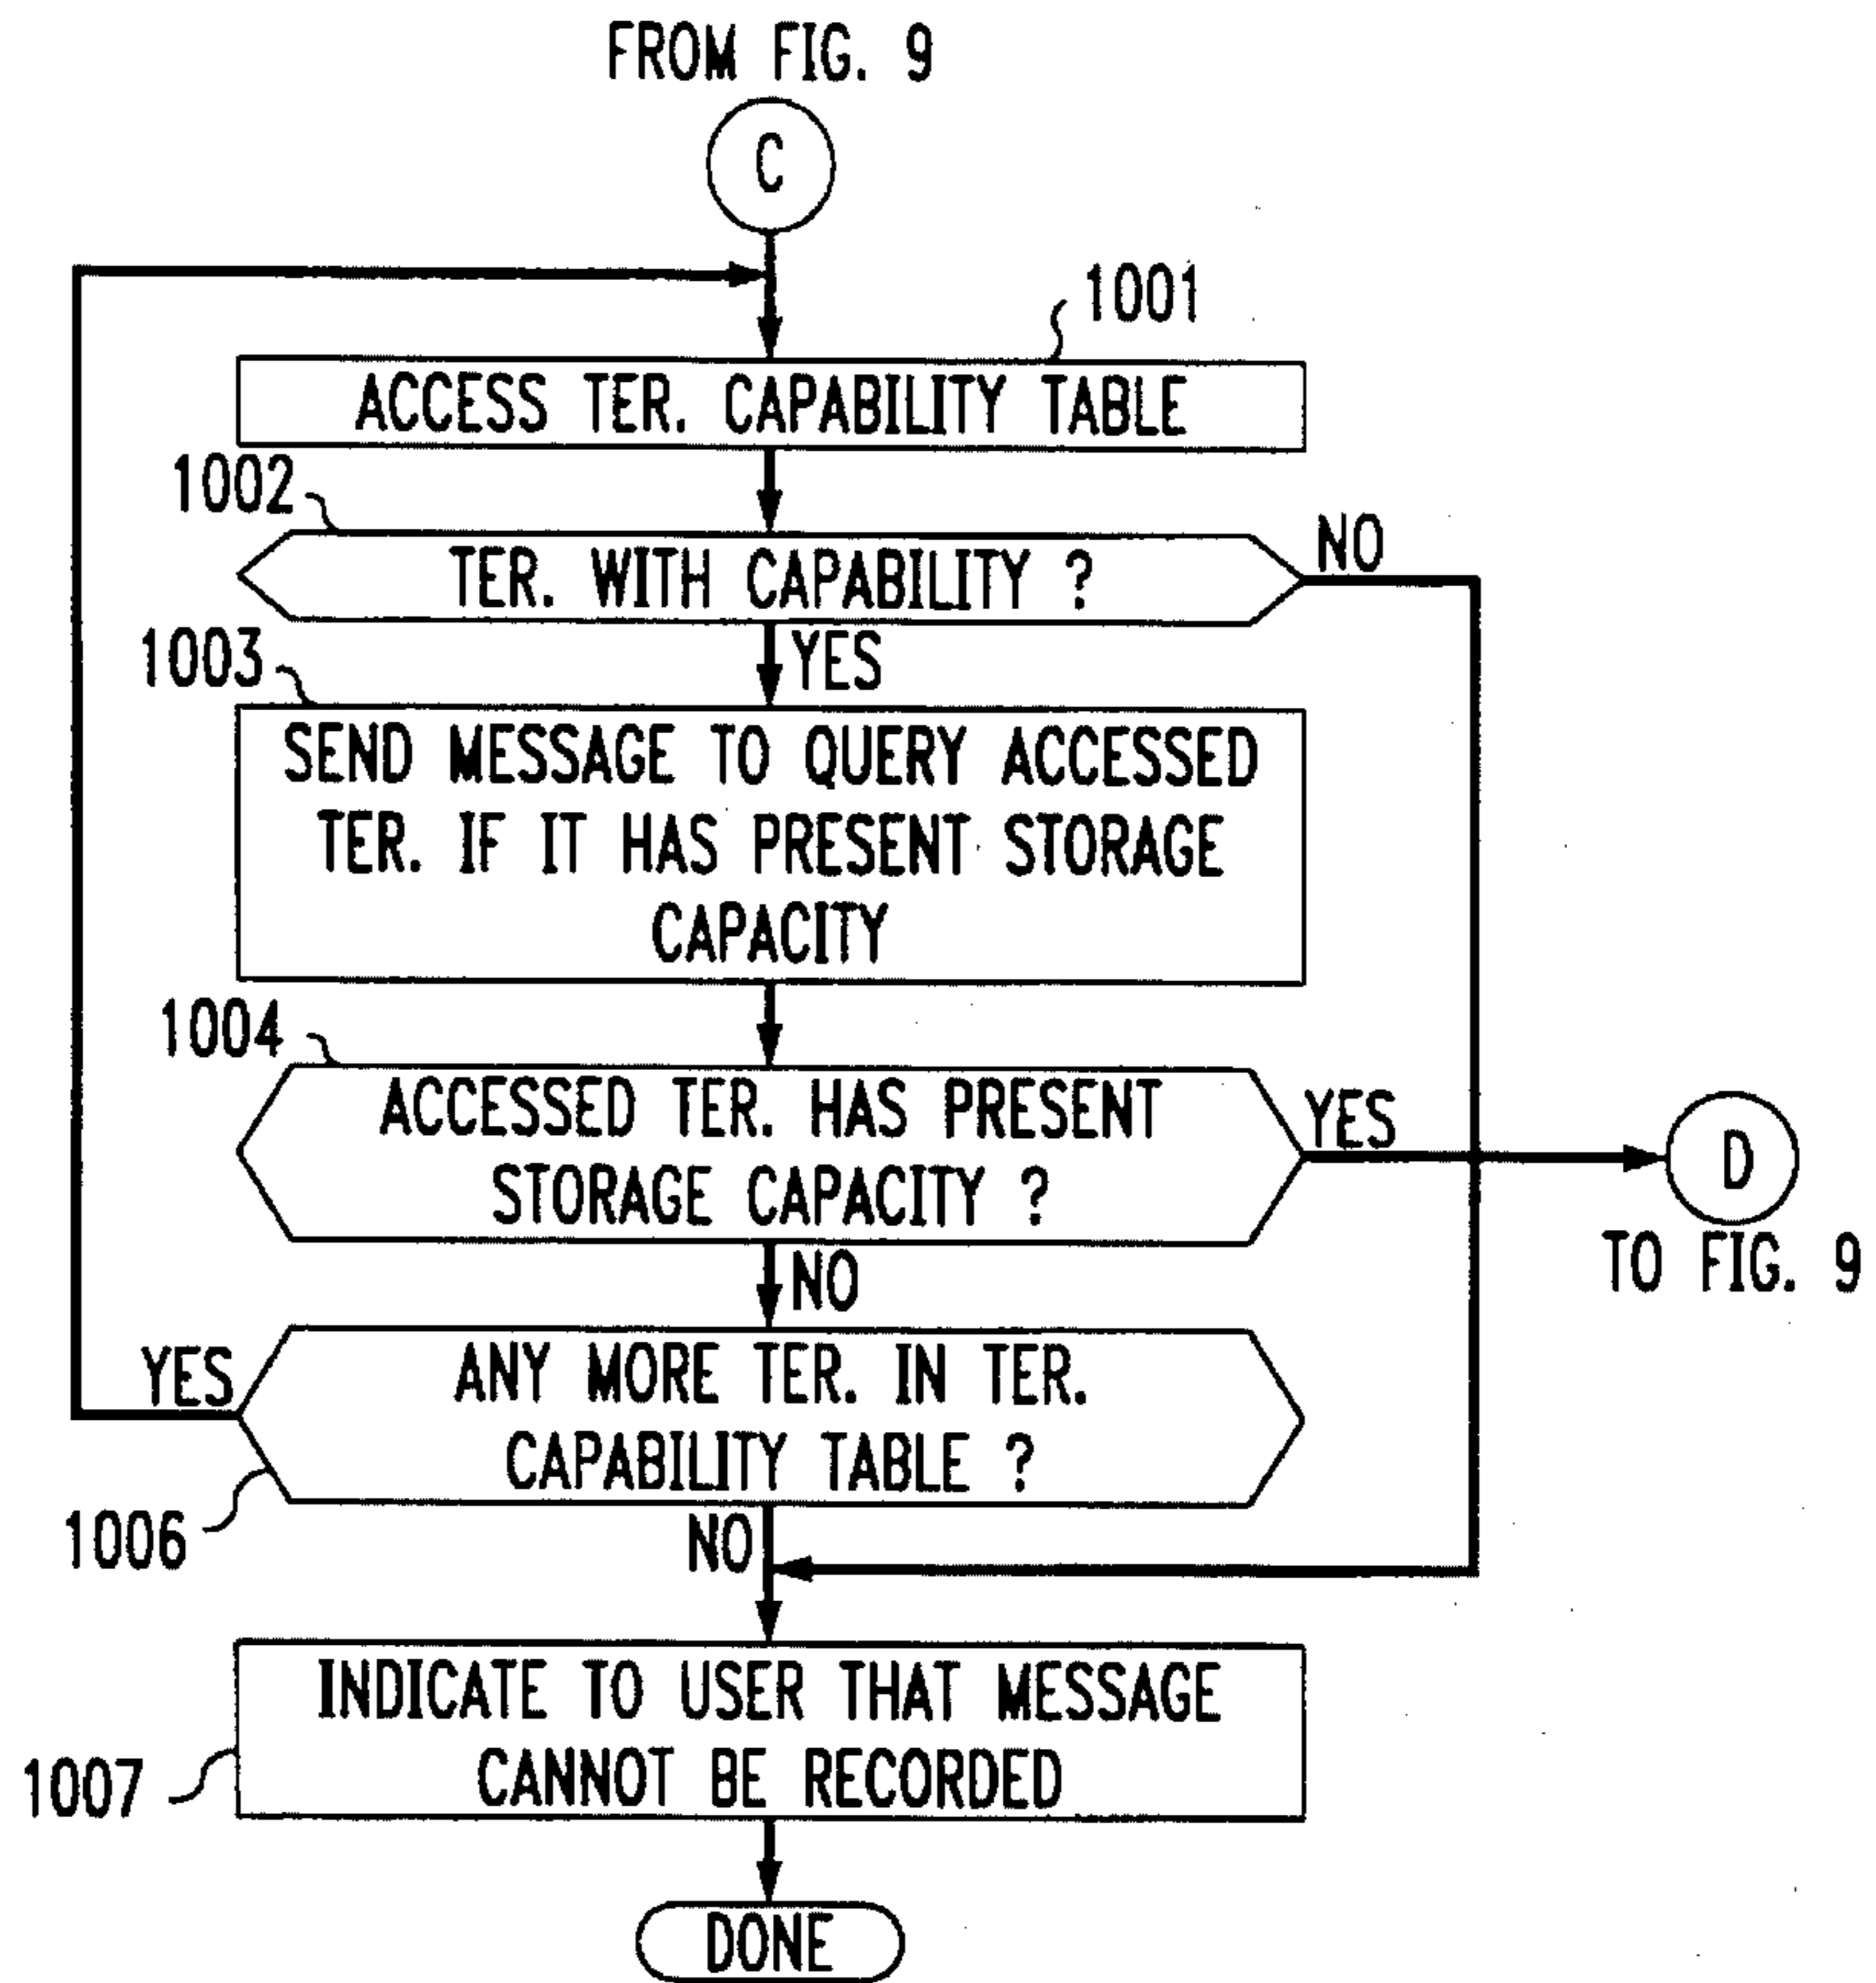 FROM FIG. 9
C
1001
ACCESS TER. CAPABILITY TABLE
1002
TER. WITH CAPABILITY ?
NO
YES
1003
SEND MESSAGE TO QUERY ACCESSED
TER. IF IT HAS PRESENT STORAGE
CAPACITY
1004
ACCESSED TER. HAS PRESENT
STORAGE CAPACITY ?
YES
D
TO FIG. 9
NO
YES
ANY MORE TER. IN TER.
CAPABILITY TABLE ?
1006
NO
INDICATE TO USER THAT MESSAGE
CANNOT BE RECORDED
1007
DONE